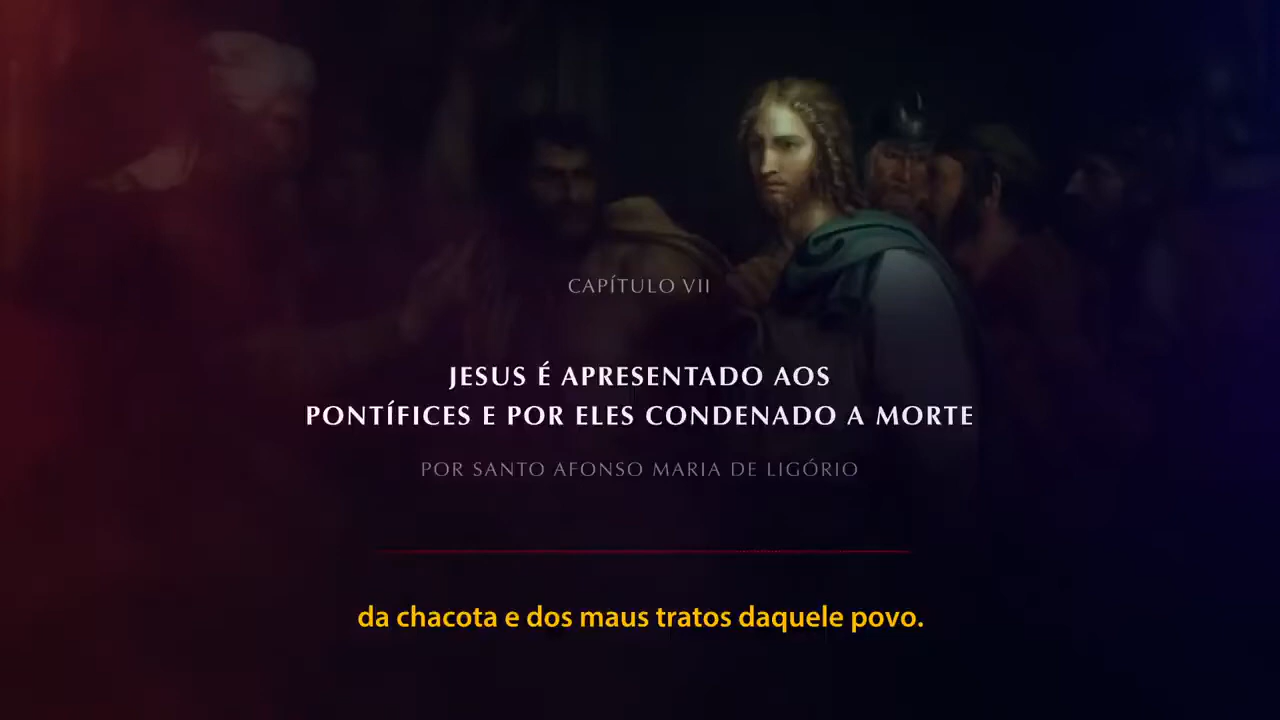 CAPÍTULO VII
JESUS É APRESENTADO AOS
PONTÍFICES E POR ELES CONDENADO A MORTE
POR SANTO AFONSO MARIA DE LIGÓRIO
da chacota e dos maus tratos daquele povo.